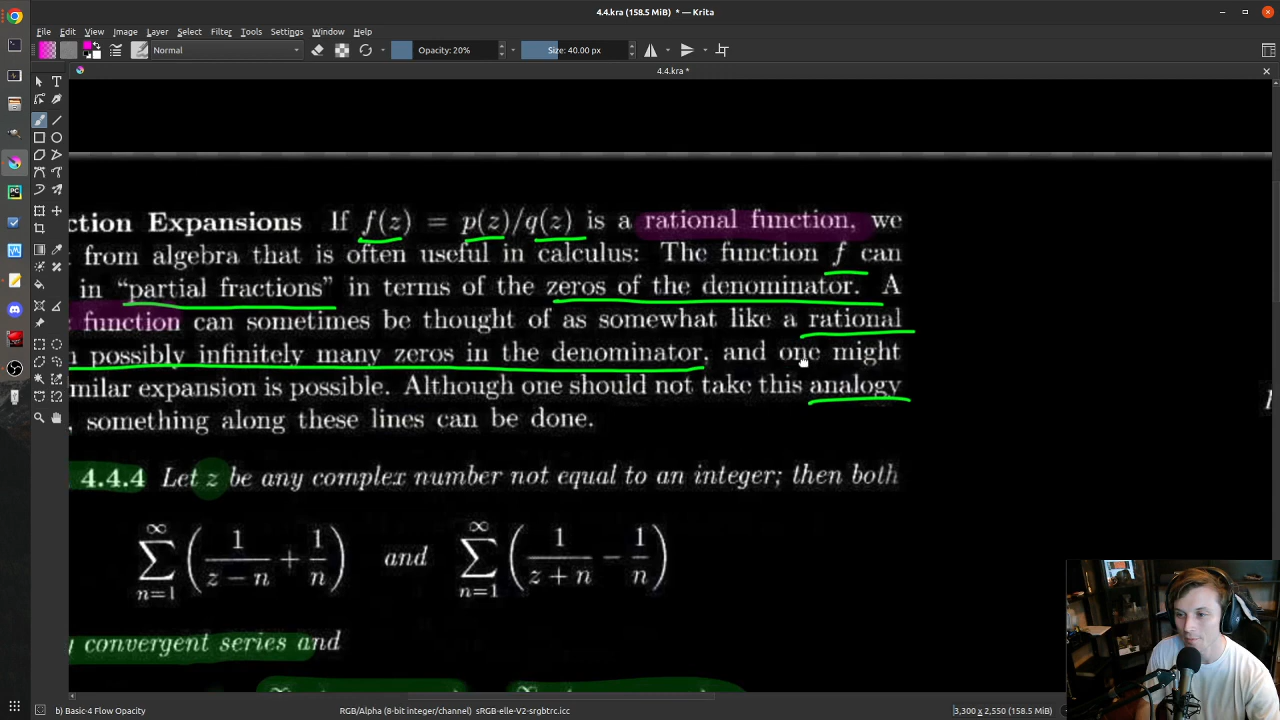 4.4.kra (158.5 MiB) * — Krita
File Edit View Image Layer Select Filter Tools Settings Window Help
Normal Opacity: 20% Size: 40.00 px
4.4.kra *
ction Expansions If f(z) = p(z)/q(z) is a rational function, we
from algebra that is often useful in calculus: The function f can
in “partial fractions” in terms of the zeros of the denominator. A
function can sometimes be thought of as somewhat like a rational
possibly infinitely many zeros in the denominator, and one might
milar expansion is possible. Although one should not take this analogy
, something along these lines can be done.
4.4.4 Let z be any complex number not equal to an integer; then both
∞∑n=1 (1/(z − n) + 1/n) and ∞∑n=1 (1/(z + n) − 1/n)
y convergent series and
b) Basic-4 Flow Opacity RGB/Alpha (8-bit integer/channel) sRGB-elle-V2-srgbtrc.icc 3,300 x 2,550 (158.5 MiB)